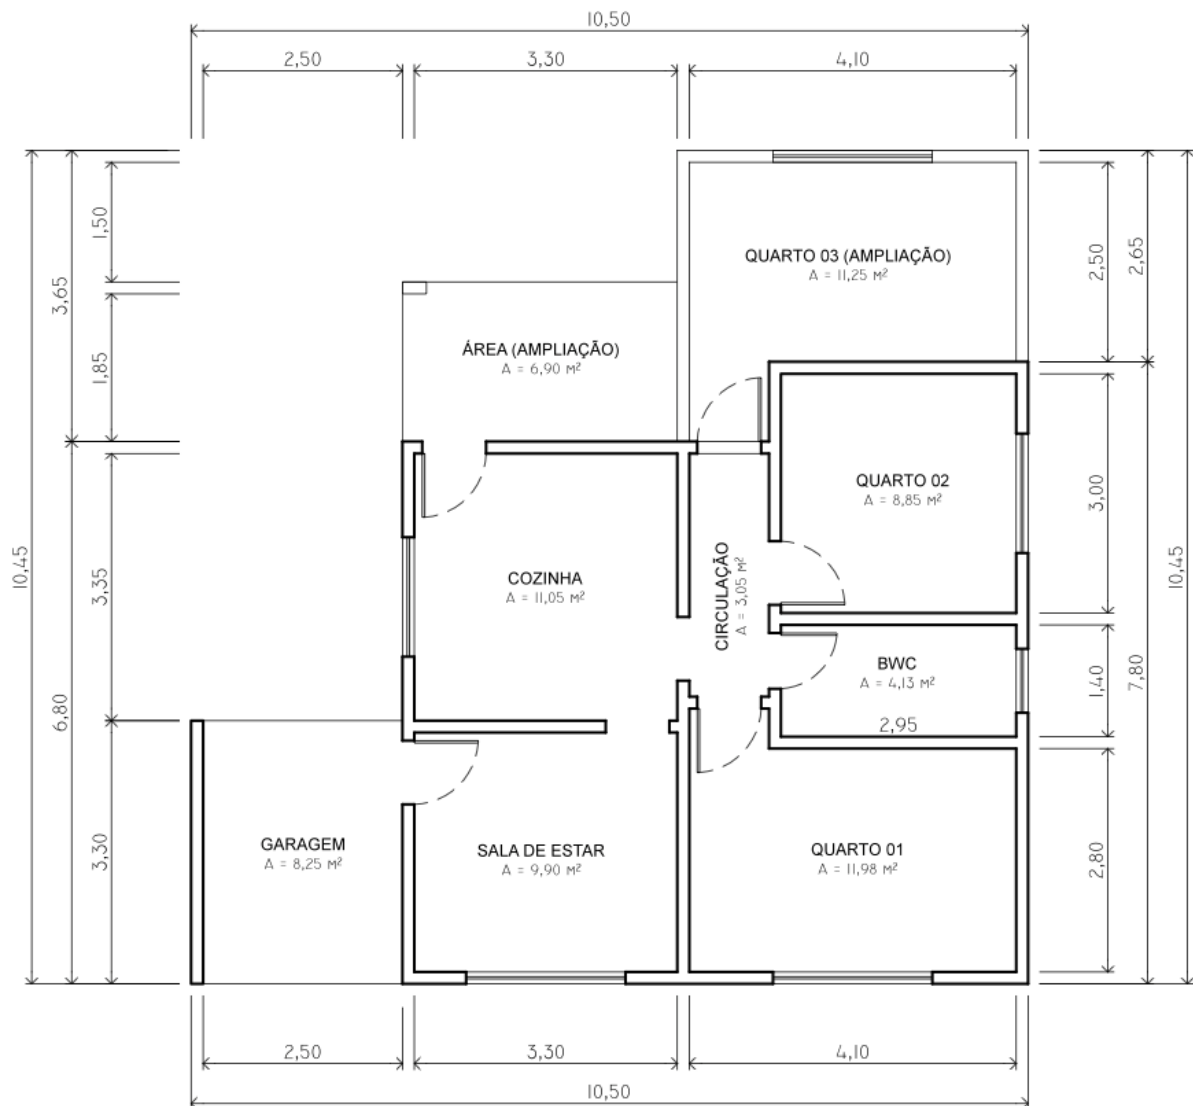 10,50
2,50
3,30
4,10
1,50
3,65
1,85
10,45
3,35
6,80
3,30
QUARTO 03 (AMPLIAÇÃO)
A = 11,25 M²
ÁREA (AMPLIAÇÃO)
A = 6,90 M²
QUARTO 02
A = 8,85 M²
COZINHA
A = 11,05 M²
CIRCULAÇÃO
A = 3,05 M²
BWC
A = 4,13 M²
2,95
GARAGEM
A = 8,25 M²
SALA DE ESTAR
A = 9,90 M²
QUARTO 01
A = 11,98 M²
2,50
2,65
3,00
10,45
1,40
7,80
2,80
2,50
3,30
4,10
10,50